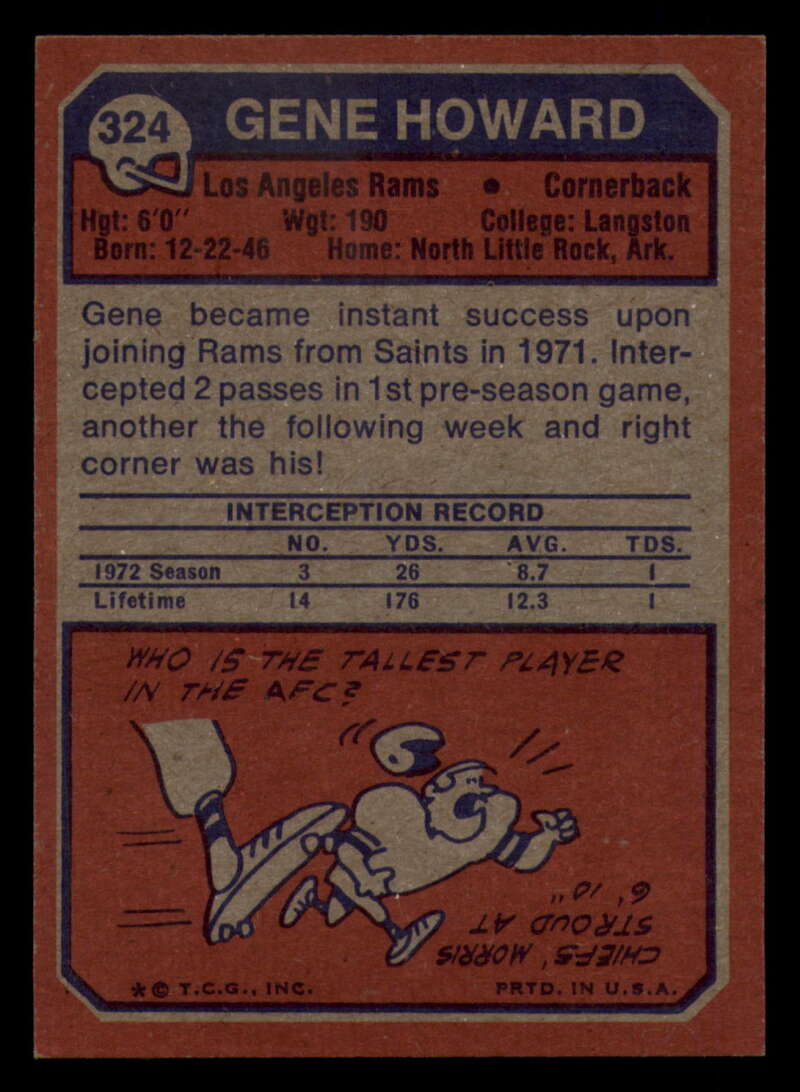 324
GENE HOWARD
Los Angeles Rams • Cornerback
Hgt: 6'0" Wgt: 190 College: Langston
Born: 12-22-46 Home: North Little Rock, Ark.
Gene became instant success upon
joining Rams from Saints in 1971. Inter-
cepted 2 passes in 1st pre-season game,
another the following week and right
corner was his!
INTERCEPTION RECORD
NO. YDS. AVG. TDS.
1972 Season 3 26 8.7 1
Lifetime 14 176 12.3 1
WHO IS THE TALLEST PLAYER
IN THE AFC?
CHIEFS, MORRIS
STROUD AT
6' 10"
* © T.C.G., INC. PRTD. IN U.S.A.